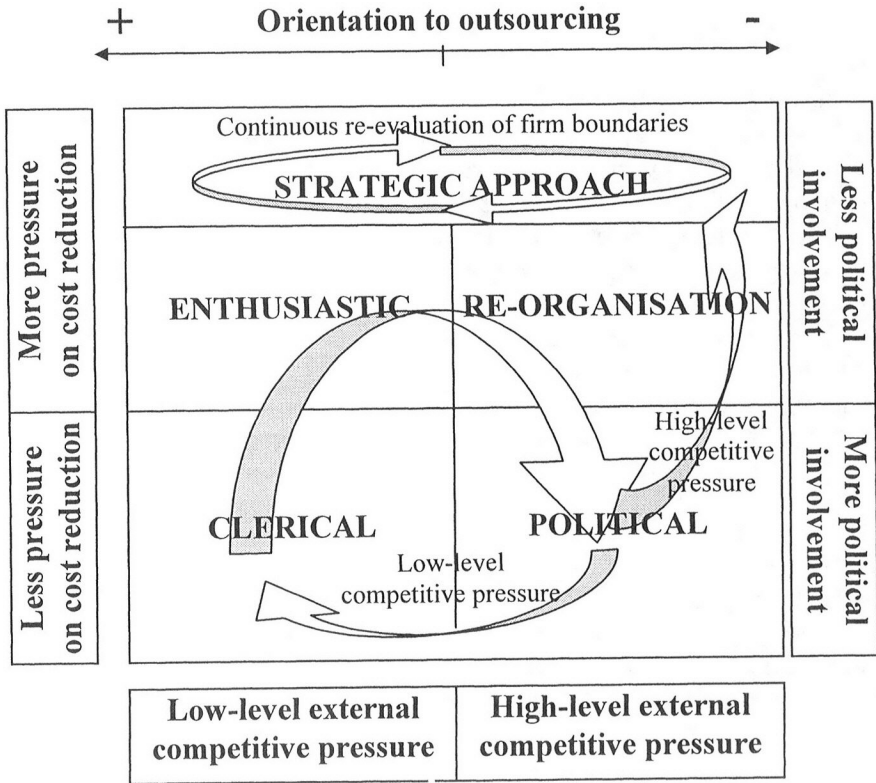 + Orientation to outsourcing -
Continuous re-evaluation of firm boundaries
STRATEGIC APPROACH
More pressure
on cost reduction
Less political
involvement
ENTHUSIASTIC
RE-ORGANISATION
High-level
competitive
pressure
Less pressure
on cost reduction
More political
involvement
CLERICAL
POLITICAL
Low-level
competitive pressure
Low-level external
competitive pressure
High-level external
competitive pressure